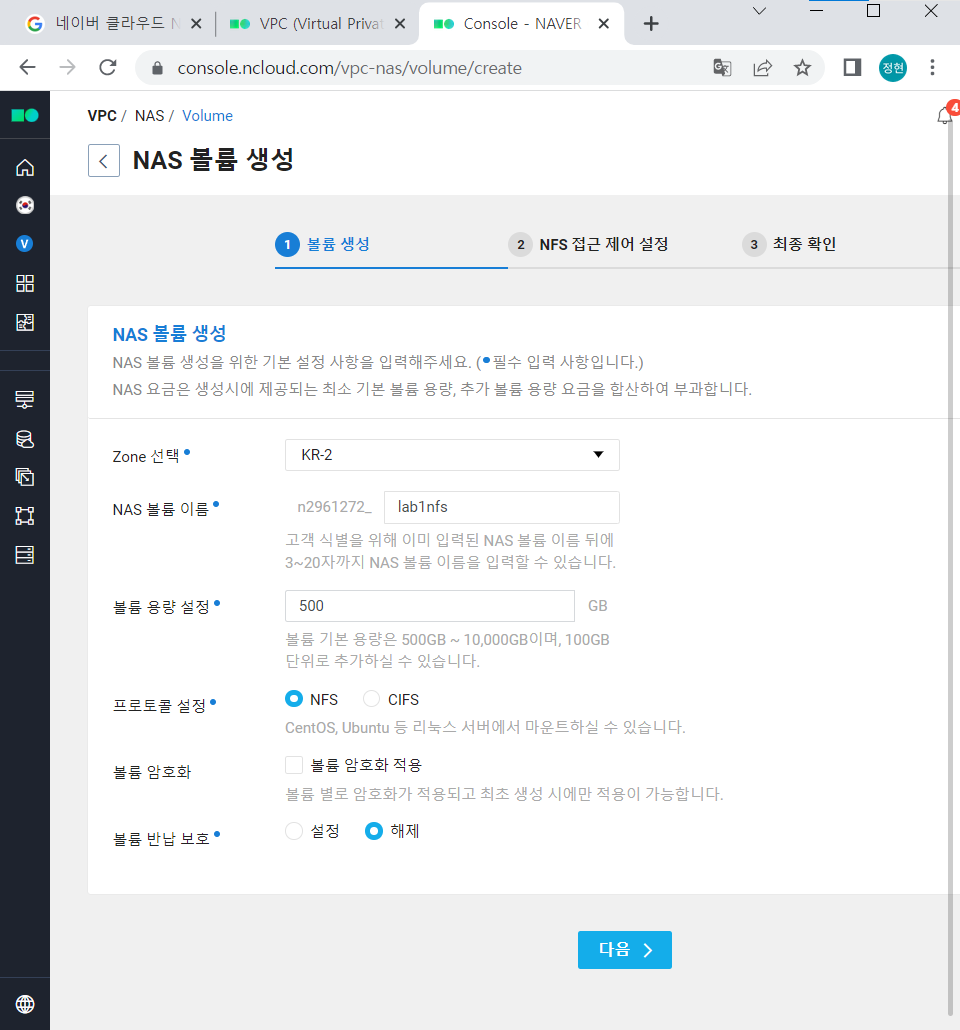 네이버 클라우드 N
VPC (Virtual Privat
Console - NAVER
console.ncloud.com/vpc-nas/volume/create
정현
VPC / NAS / Volume
4
NAS 볼륨 생성
V
1 볼륨 생성
2 NFS 접근 제어 설정
3 최종 확인
NAS 볼륨 생성
NAS 볼륨 생성을 위한 기본 설정 사항을 입력해주세요. (•필수 입력 사항입니다.)
NAS 요금은 생성시에 제공되는 최소 기본 볼륨 용량, 추가 볼륨 용량 요금을 합산하여 부과합니다.
Zone 선택• KR-2
NAS 볼륨 이름• n2961272_ lab1nfs
고객 식별을 위해 이미 입력된 NAS 볼륨 이름 뒤에
3~20자까지 NAS 볼륨 이름을 입력할 수 있습니다.
볼륨 용량 설정• 500 GB
볼륨 기본 용량은 500GB ~ 10,000GB이며, 100GB
단위로 추가하실 수 있습니다.
프로토콜 설정• NFS CIFS
CentOS, Ubuntu 등 리눅스 서버에서 마운트하실 수 있습니다.
볼륨 암호화 볼륨 암호화 적용
볼륨 별로 암호화가 적용되고 최초 생성 시에만 적용이 가능합니다.
볼륨 반납 보호• 설정 해제
다음 >